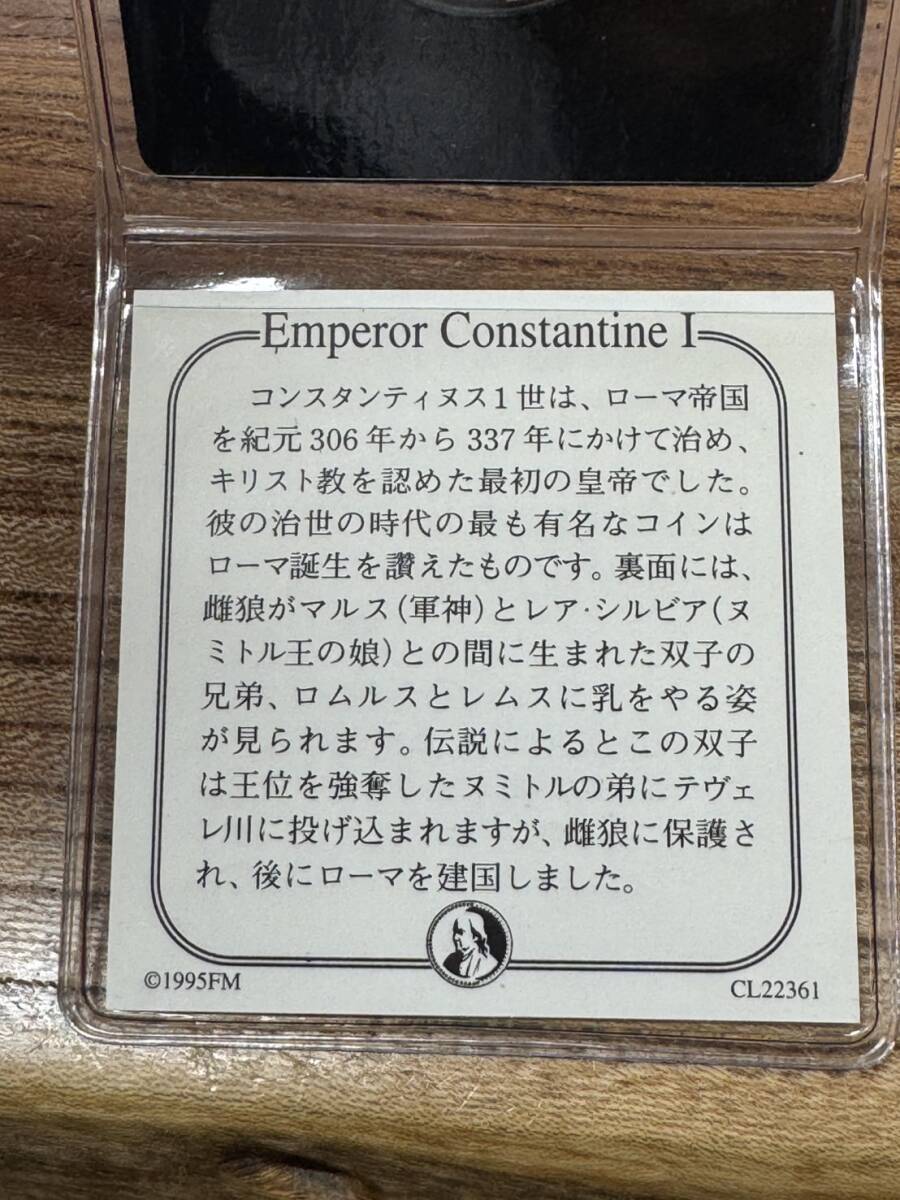 Emperor Constantine I
コンスタンティヌス1世は、ローマ帝国
を紀元306年から337年にかけて治め、
キリスト教を認めた最初の皇帝でした。
彼の治世の時代の最も有名なコインは
ローマ誕生を讃えたものです。裏面には、
雌狼がマルス(軍神)とレア・シルビア(ヌ
ミトル王の娘)との間に生まれた双子の
兄弟、ロムルスとレムスに乳をやる姿
が見られます。伝説によるとこの双子
は王位を強奪したヌミトルの弟にテヴェ
レ川に投げ込まれますが、雌狼に保護さ
れ、後にローマを建国しました。
©1995FM
CL22361